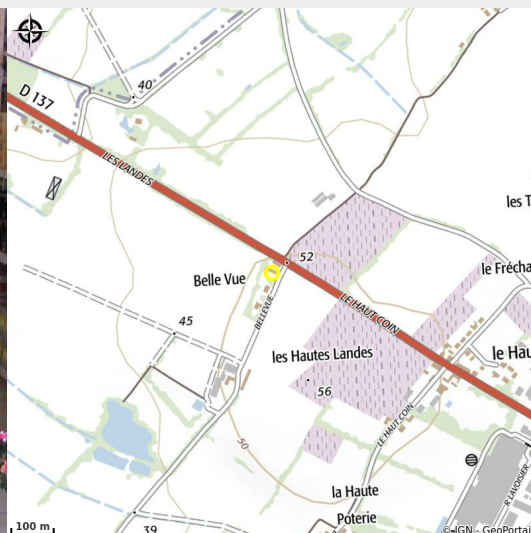 40
D 137
LES LANDES
les T
52
le Frécha
Belle Vue
BELLEVUE
LE HAUT COIN
45
les Hautes Landes
le Hau
56
LE HAUT COIN
50
la Haute
Poterie
R LAVOISIER
39
100 m
© IGN - GeoPortai